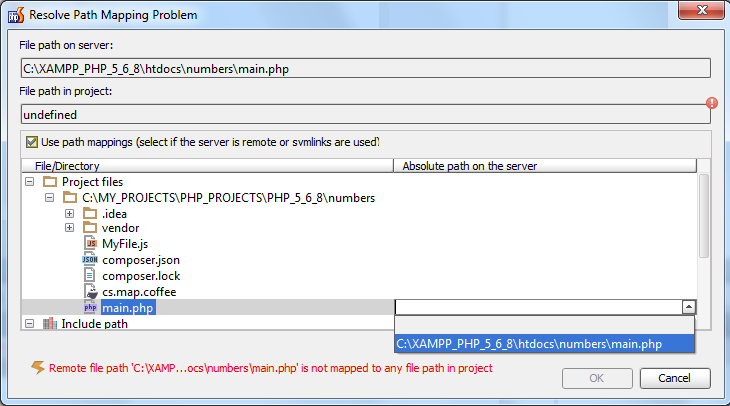 Resolve Path Mapping Problem
File path on server:
C:\XAMPP_PHP_5_6_8\htdocs\numbers\main.php
File path in project:
undefined
Use path mappings (select if the server is remote or symlinks are used)
File/Directory Absolute path on the server
Project files
C:\MY_PROJECTS\PHP_PROJECTS\PHP_5_6_8\numbers
.idea
vendor
JS MyFile.js
JSON composer.json
composer.lock
cs.map.coffee
php main.php
C:\XAMPP_PHP_5_6_8\htdocs\numbers\main.php
Include path
Remote file path 'C:\XAMP...ocs\numbers\main.php' is not mapped to any file path in project
OK Cancel